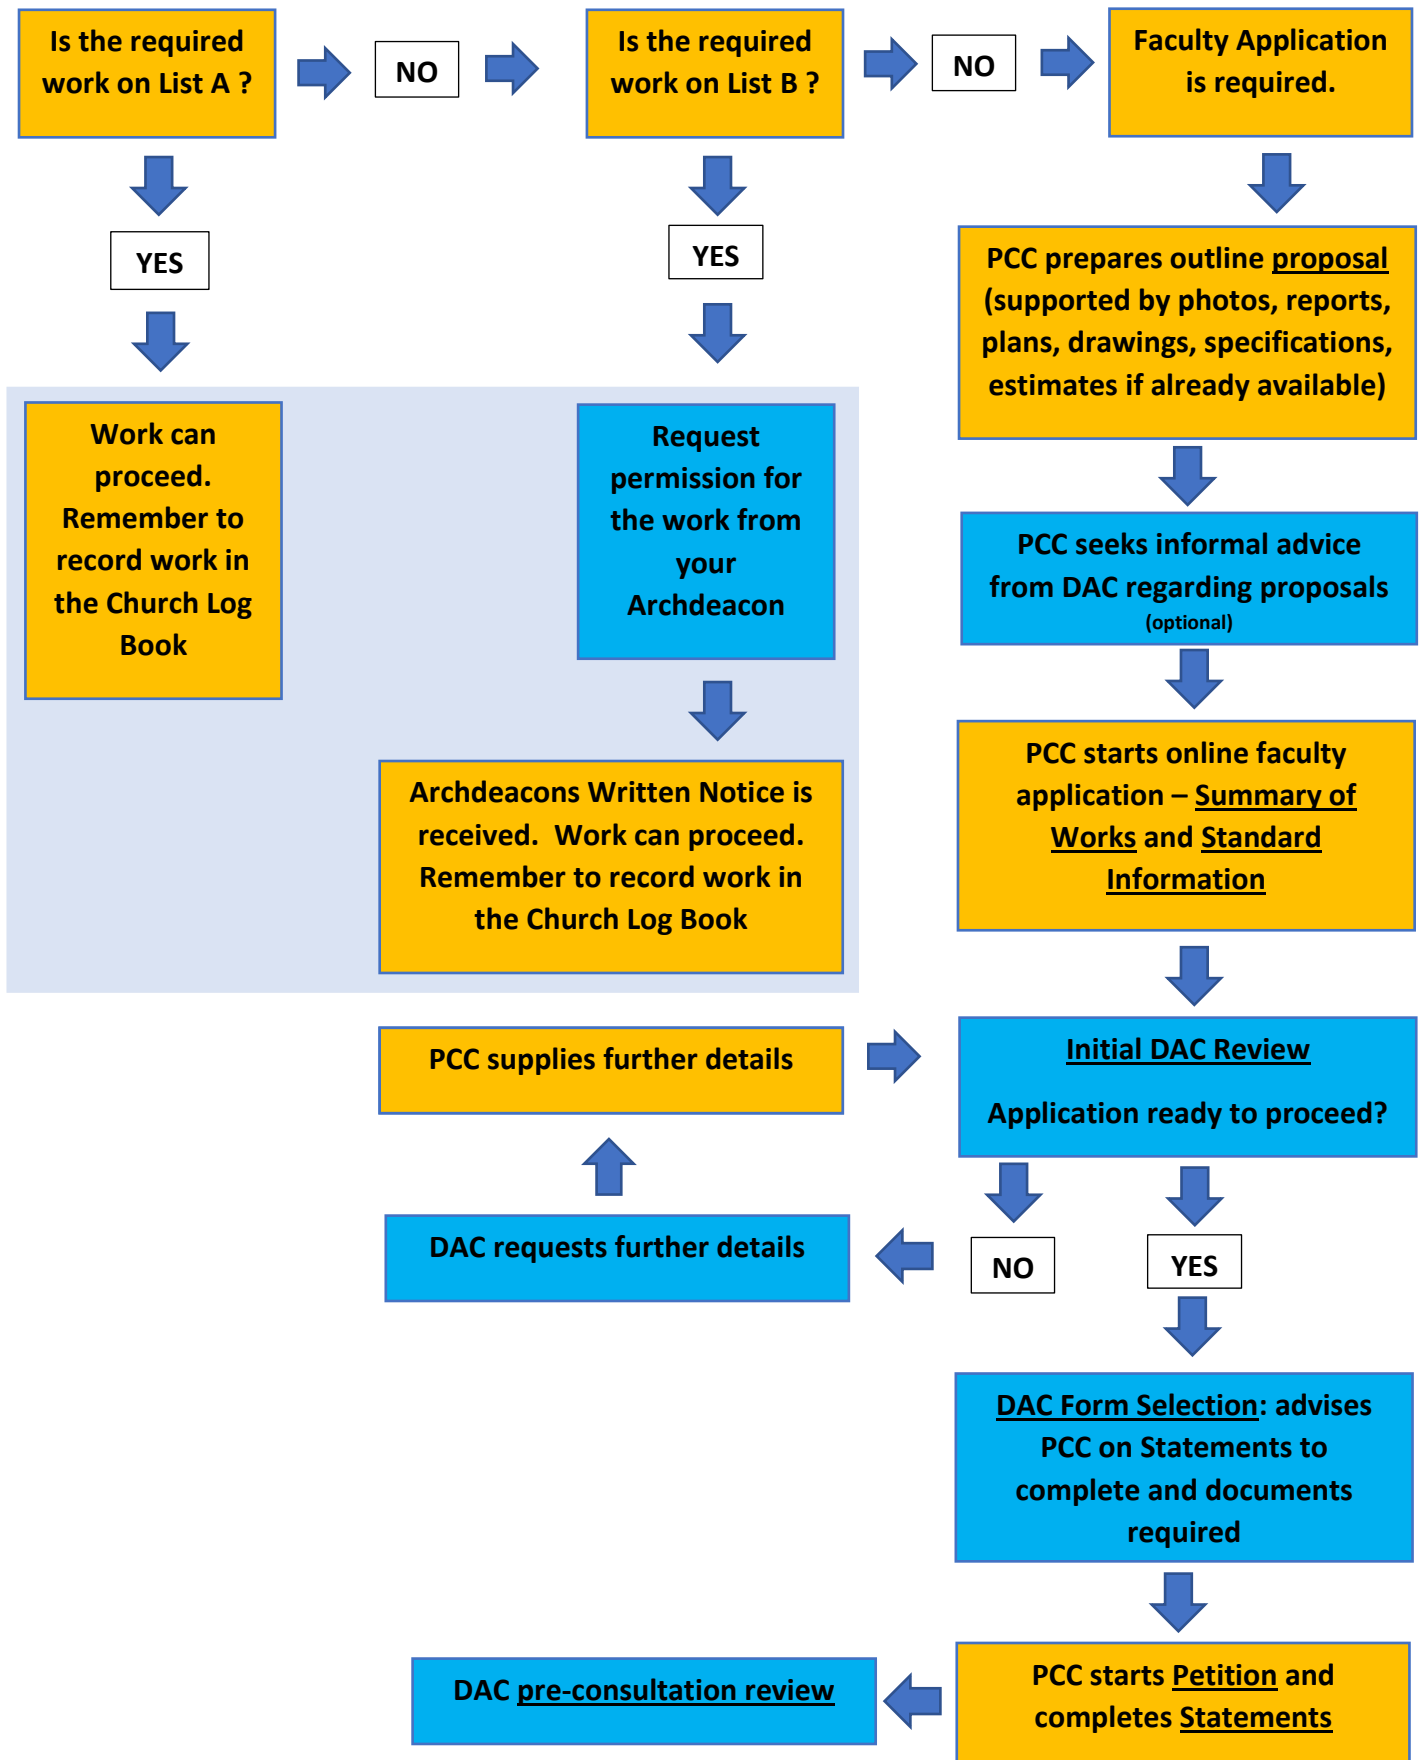 Is the required
work on List A ?
NO
Is the required
work on List B ?
NO
Faculty Application
is required.
YES
YES
PCC prepares outline proposal
(supported by photos, reports,
plans, drawings, specifications,
estimates if already available)
Work can
proceed.
Remember to
record work in
the Church Log
Book
Request
permission for
the work from
your
Archdeacon
PCC seeks informal advice
from DAC regarding proposals
(optional)
Archdeacons Written Notice is
received.  Work can proceed.
Remember to record work in
the Church Log Book
PCC starts online faculty
application – Summary of
Works and Standard
Information
PCC supplies further details
Initial DAC Review
Application ready to proceed?
DAC requests further details
NO
YES
DAC Form Selection: advises
PCC on Statements to
complete and documents
required
DAC pre-consultation review
PCC starts Petition and
completes Statements